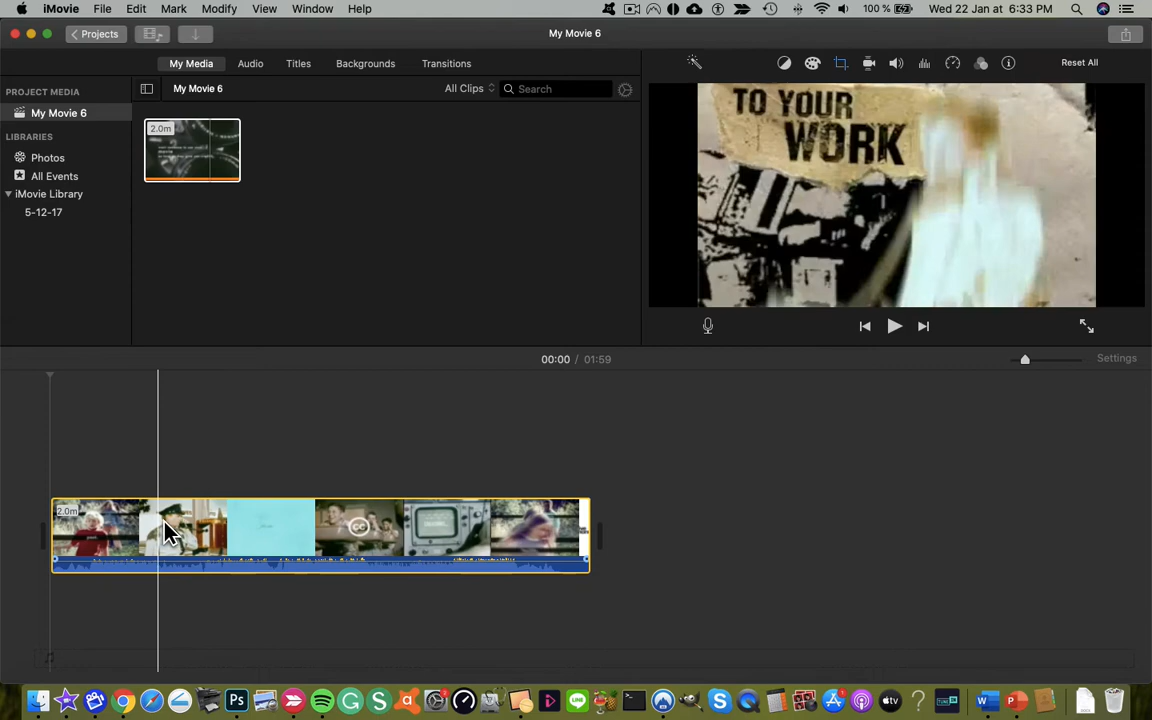 iMovie File Edit Mark Modify View Window Help 100 % Wed 22 Jan at 6:33 PM
Projects My Movie 6
My Media Audio Titles Backgrounds Transitions Reset All
PROJECT MEDIA My Movie 6 All Clips Search
My Movie 6
LIBRARIES
Photos
All Events
iMovie Library
5-12-17
2.0m
TO YOUR
WORK
00:00 / 01:59 Settings
2.0m
CC